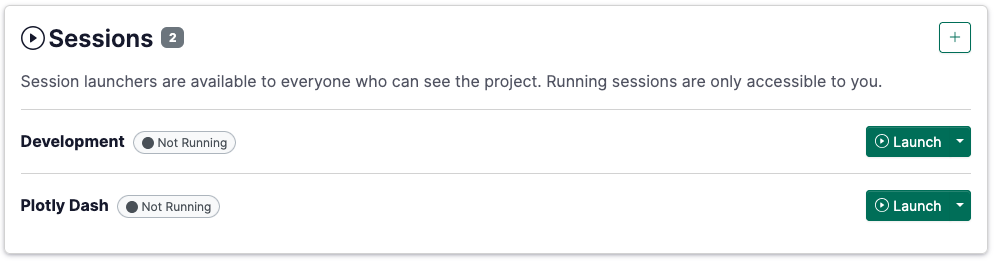 Sessions 2
Session launchers are available to everyone who can see the project. Running sessions are only accessible to you.
Development Not Running Launch
Plotly Dash Not Running Launch